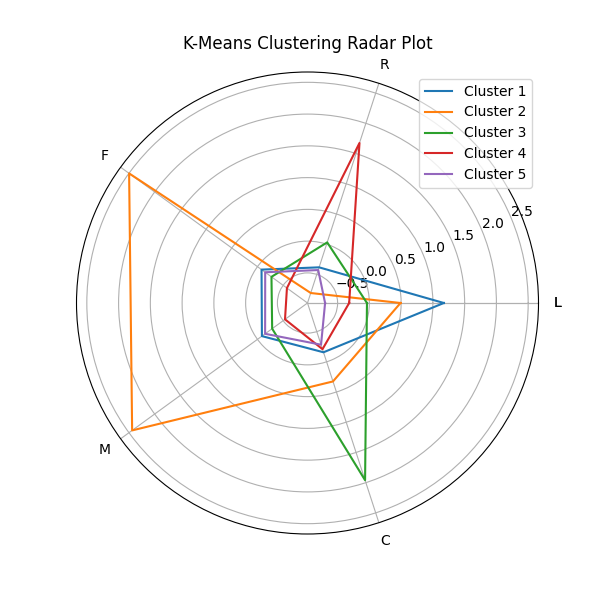 K-Means Clustering Radar Plot
R
Cluster 1
Cluster 2
Cluster 3
Cluster 4
Cluster 5
F
2.5
2.0
1.5
1.0
0.5
0.0
−0.5
L
M
C